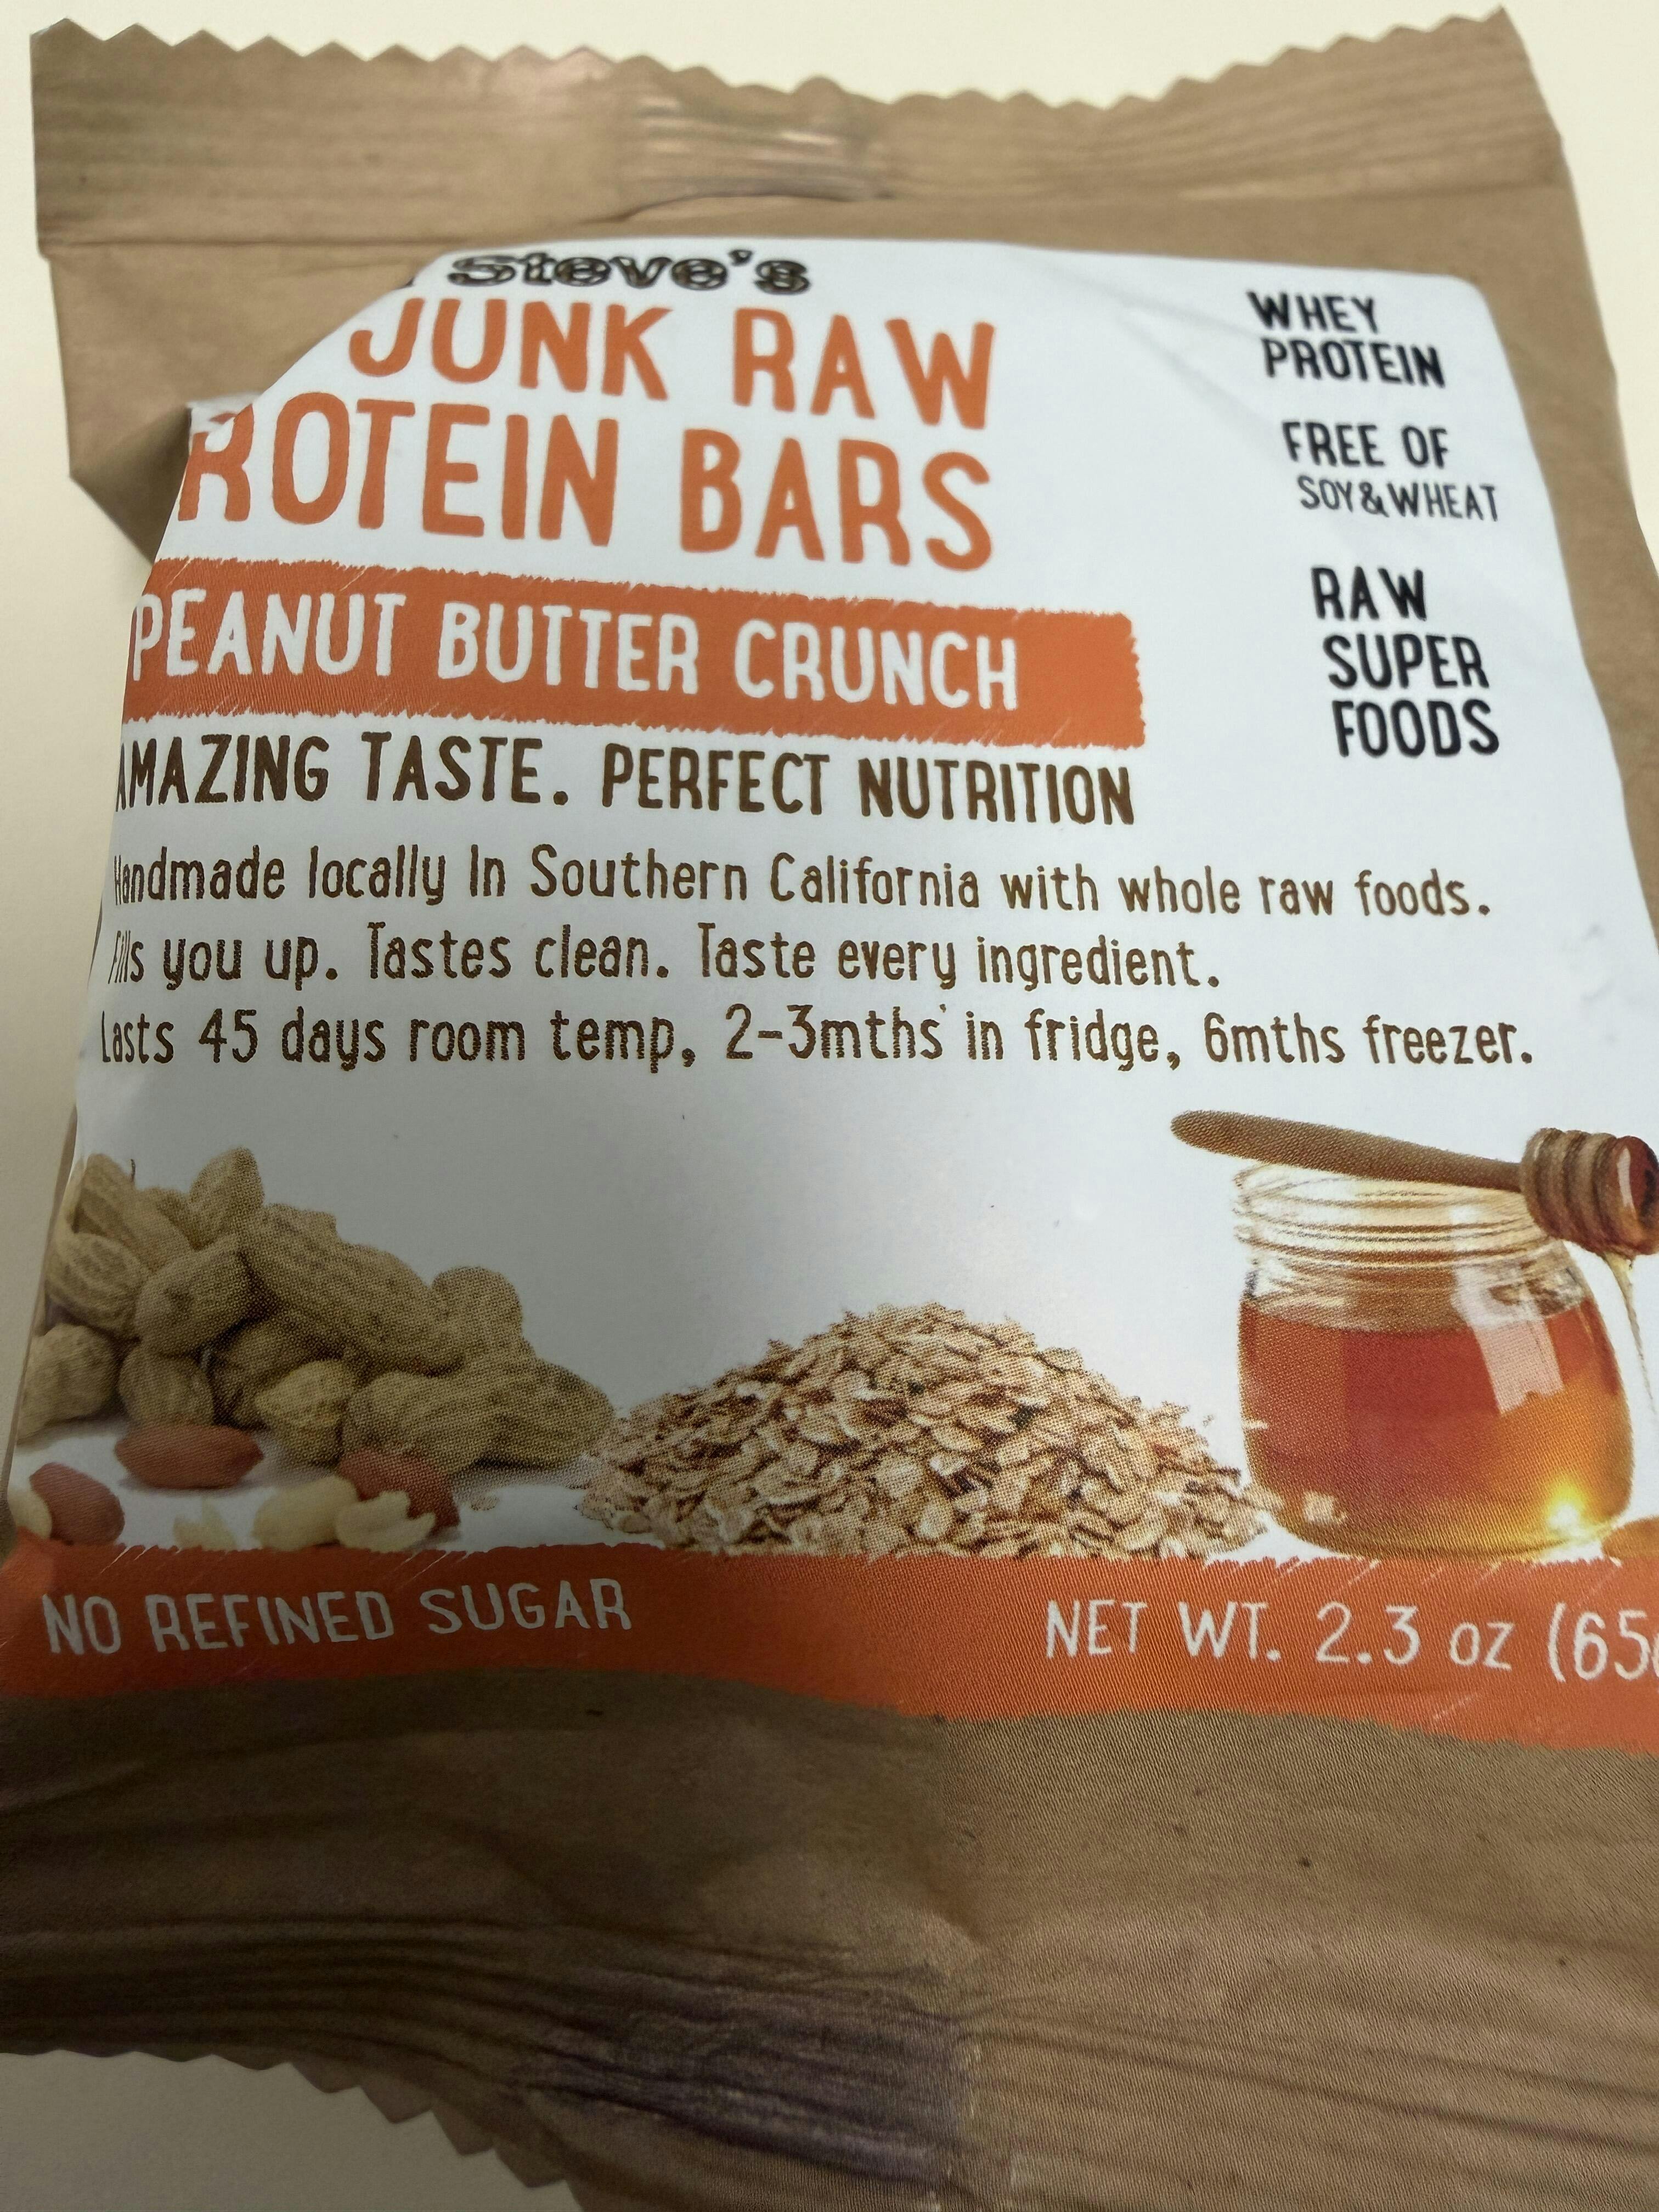 Steve's
JUNK RAW
ROTEIN BARS
PEANUT BUTTER CRUNCH
AMAZING TASTE. PERFECT NUTRITION
Handmade locally In Southern California with whole raw foods.
Fills you up. Tastes clean. Taste every ingredient.
Lasts 45 days room temp, 2-3mths in fridge, 6mths freezer.
WHEY
PROTEIN
FREE OF
SOY&WHEAT
RAW
SUPER
FOODS
NO REFINED SUGAR
NET WT. 2.3 oz (65g